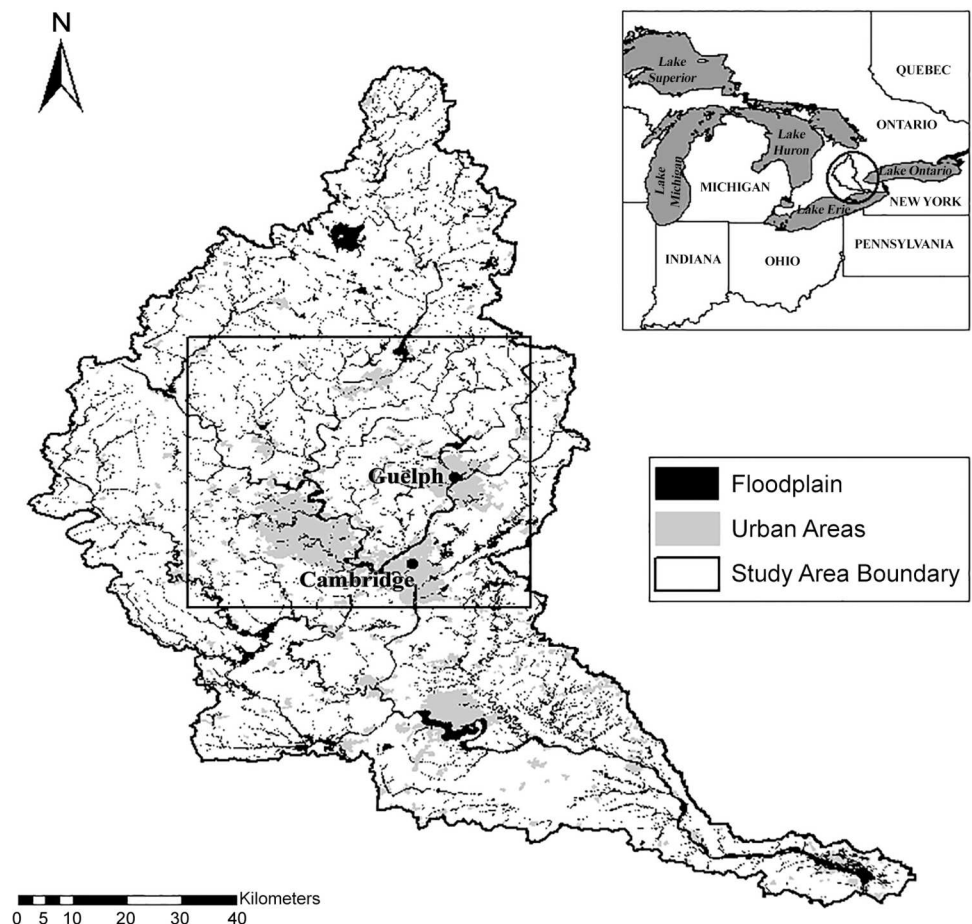 N
Lake
Superior
QUEBEC
ONTARIO
Lake
Huron
Lake
Michigan
MICHIGAN
Lake Ontario
NEW YORK
Lake Erie
PENNSYLVANIA
INDIANA
OHIO
Guelph
Cambridge
Floodplain
Urban Areas
Study Area Boundary
Kilometers
0 5 10 20 30 40